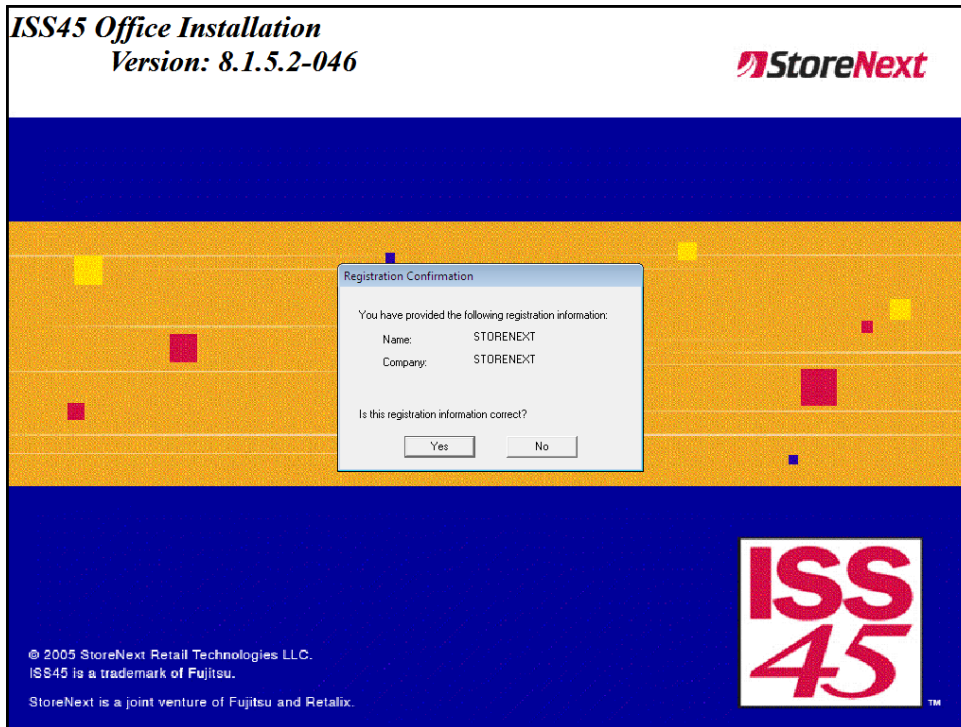 ISS45 Office Installation
Version: 8.1.5.2-046
StoreNext
Registration Confirmation
You have provided the following registration information:
Name: STORENEXT
Company: STORENEXT
Is this registration information correct?
Yes No
ISS
45
TM
© 2005 StoreNext Retail Technologies LLC.
ISS45 is a trademark of Fujitsu.
StoreNext is a joint venture of Fujitsu and Retalix.